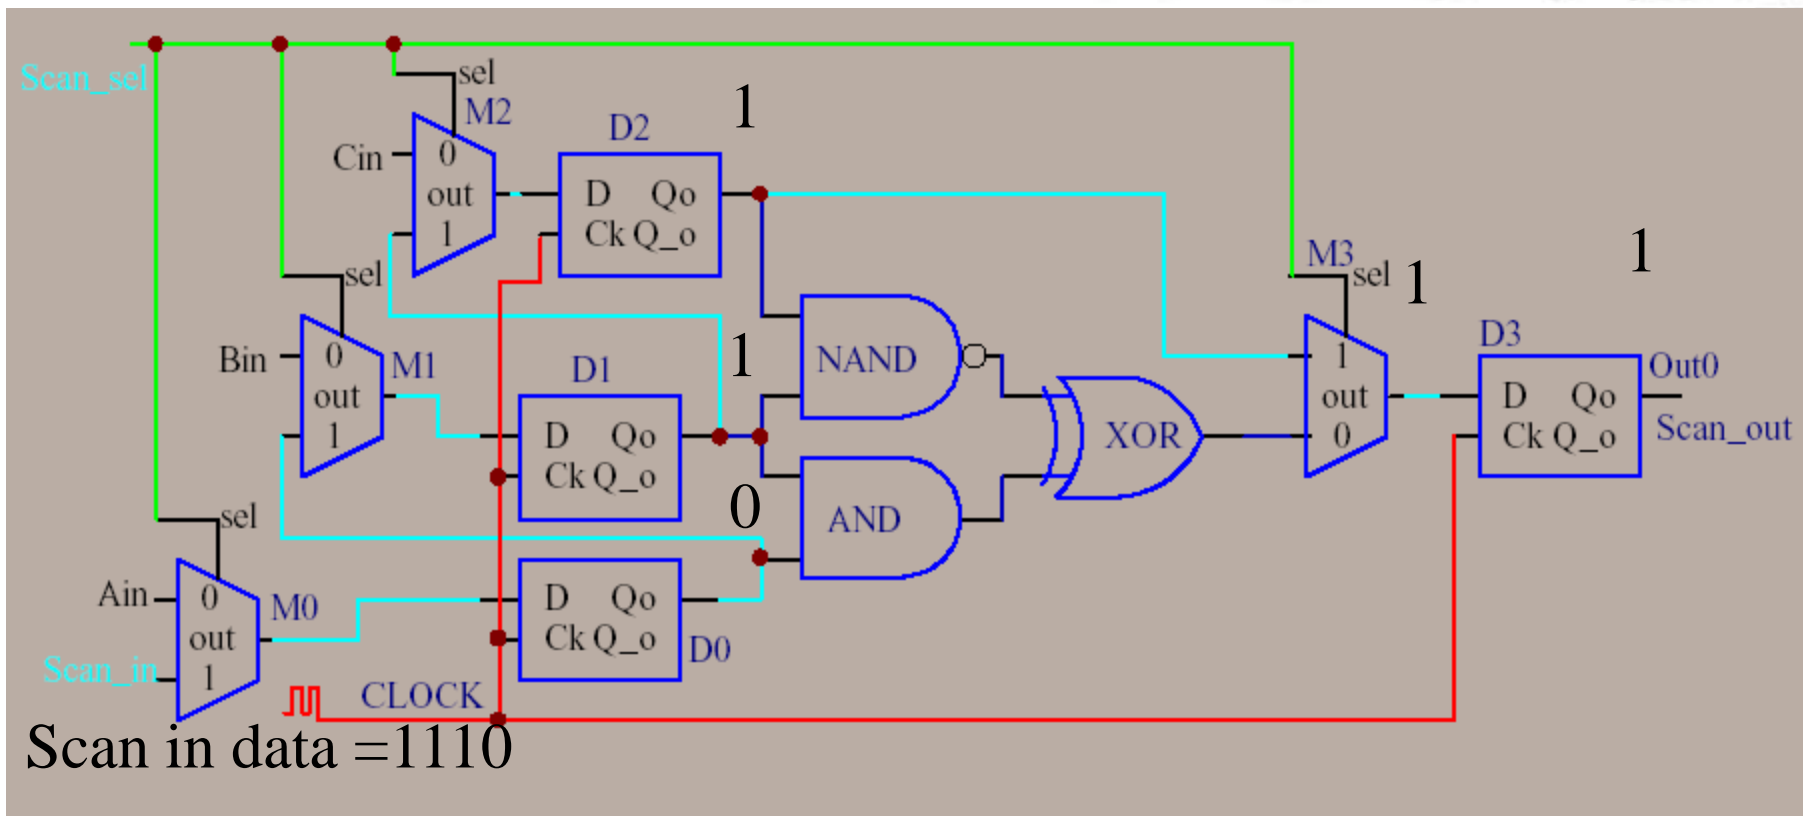 Scan_sel
sel
M2
1
D2
Cin
0
out
1
D Qo
Ck Q_o
sel
M3
sel
1
1
Bin
0
out
1
M1
D1
1
NAND
D Qo
Ck Q_o
XOR
1
out
0
D3
Out0
D Qo
Ck Q_o
Scan_out
0
AND
sel
Ain
0
out
1
M0
D Qo
Ck Q_o
D0
Scan_in
CLOCK
Scan in data =1110